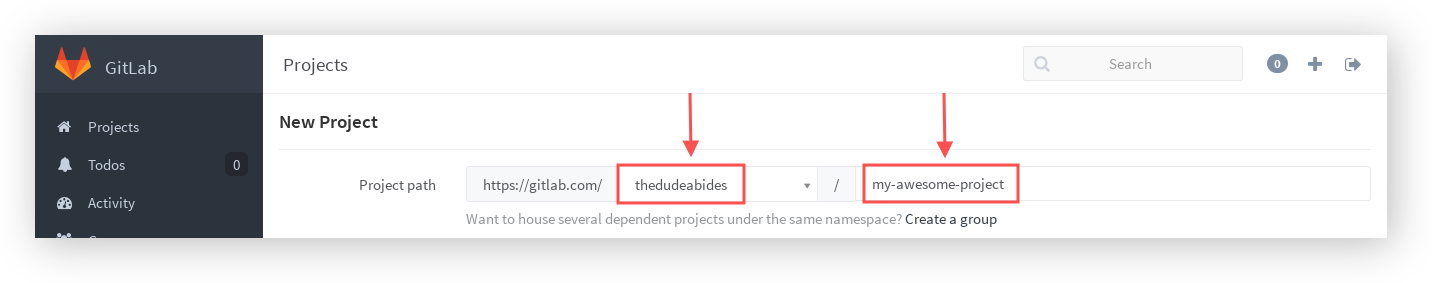 GitLab
Projects
Search
0
Projects
Todos
0
Activity
New Project
Project path
https://gitlab.com/
thedudeabides
/
my-awesome-project
Want to house several dependent projects under the same namespace? Create a group